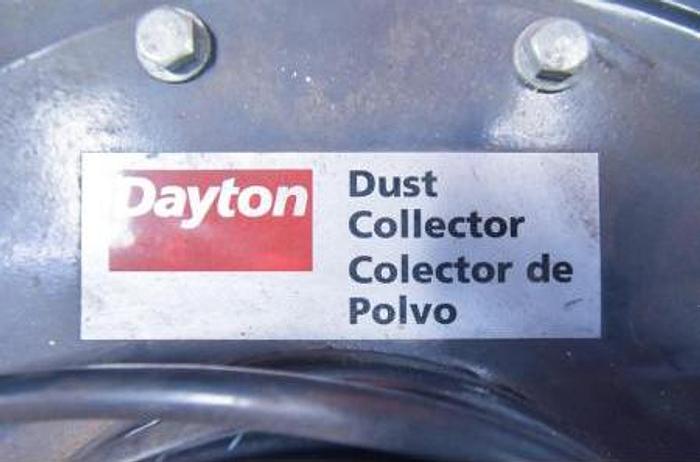 Dayton
Dust
Collector
Colector de
Polvo